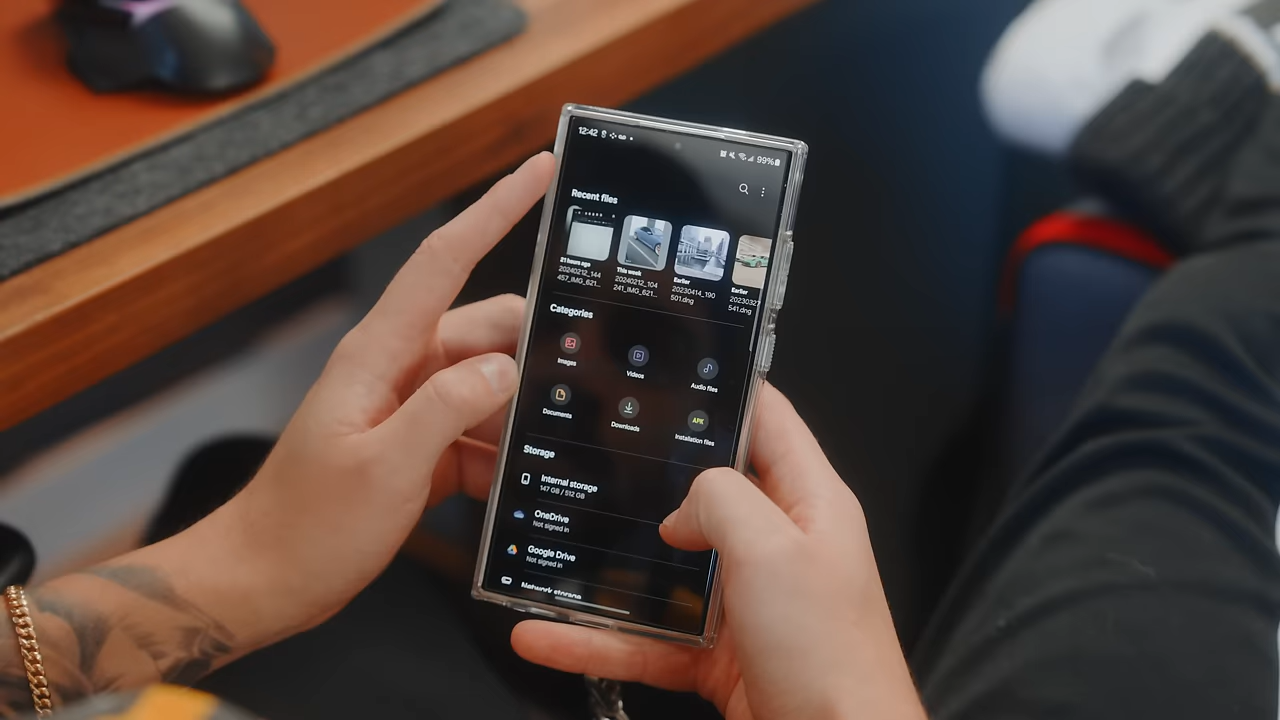 12:42
99%
Recent files
21 hours ago
20240212_144
457_IMG_621...
This week
20240212_104
241_IMG_621...
Earlier
20230414_190
501.dng
Earlier
20230327
541.dng
Categories
Images
Videos
Audio files
Documents
Downloads
APK
Installation files
Storage
Internal storage
147 GB / 512 GB
OneDrive
Not signed in
Google Drive
Not signed in
Network storage